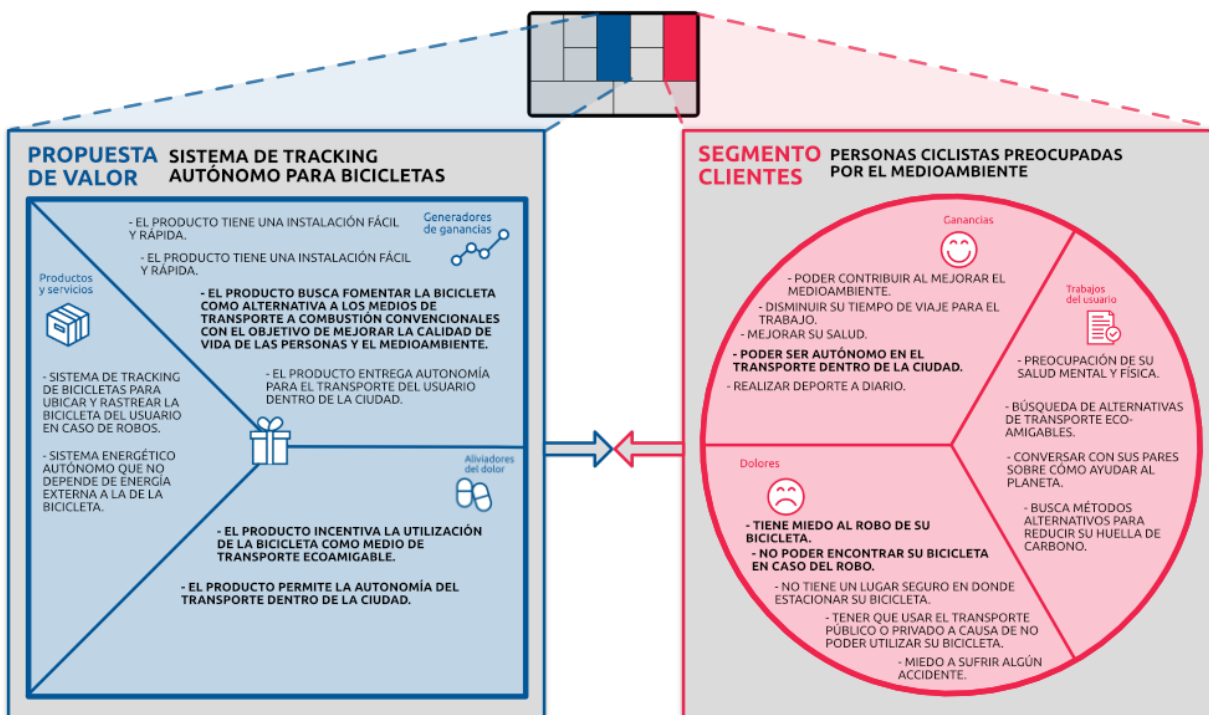 PROPUESTA
DE VALOR
SISTEMA DE TRACKING
AUTÓNOMO PARA BICICLETAS
- EL PRODUCTO TIENE UNA INSTALACIÓN FÁCIL
Y RÁPIDA.
- EL PRODUCTO TIENE UNA INSTALACIÓN FÁCIL
Y RÁPIDA.
- EL PRODUCTO BUSCA FOMENTAR LA BICICLETA
COMO ALTERNATIVA A LOS MEDIOS DE
TRANSPORTE A COMBUSTIÓN CONVENCIONALES
CON EL OBJETIVO DE MEJORAR LA CALIDAD DE
VIDA DE LAS PERSONAS Y EL MEDIOAMBIENTE.
- EL PRODUCTO ENTREGA AUTONOMÍA
PARA EL TRANSPORTE DEL USUARIO
DENTRO DE LA CIUDAD.
Generadores
de ganancias
Productos
y servicios
- SISTEMA DE TRACKING
DE BICICLETAS PARA
UBICAR Y RASTREAR LA
BICICLETA DEL USUARIO
EN CASO DE ROBOS.
- SISTEMA ENERGÉTICO
AUTÓNOMO QUE NO
DEPENDE DE ENERGÍA
EXTERNA A LA DE LA
BICICLETA.
Aliviadores
del dolor
- EL PRODUCTO INCENTIVA LA UTILIZACIÓN
DE LA BICICLETA COMO MEDIO DE
TRANSPORTE ECOAMIGABLE.
- EL PRODUCTO PERMITE LA AUTONOMÍA DEL
TRANSPORTE DENTRO DE LA CIUDAD.
SEGMENTO
CLIENTES
PERSONAS CICLISTAS PREOCUPADAS
POR EL MEDIOAMBIENTE
Ganancias
- PODER CONTRIBUIR AL MEJORAR EL
MEDIOAMBIENTE.
- DISMINUIR SU TIEMPO DE VIAJE PARA EL
TRABAJO.
- MEJORAR SU SALUD.
- PODER SER AUTÓNOMO EN EL
TRANSPORTE DENTRO DE LA CIUDAD.
- REALIZAR DEPORTE A DIARIO.
Trabajos
del usuario
- PREOCUPACIÓN DE SU
SALUD MENTAL Y FÍSICA.
- BÚSQUEDA DE ALTERNATIVAS
DE TRANSPORTE ECO-
AMIGABLES.
- CONVERSAR CON SUS PARES
SOBRE CÓMO AYUDAR AL
PLANETA.
- BUSCA MÉTODOS
ALTERNATIVOS PARA
REDUCIR SU HUELLA DE
CARBONO.
Dolores
- TIENE MIEDO AL ROBO DE SU
BICICLETA.
- NO PODER ENCONTRAR SU BICICLETA
EN CASO DEL ROBO.
- NO TIENE UN LUGAR SEGURO EN DONDE
ESTACIONAR SU BICICLETA.
- TENER QUE USAR EL TRANSPORTE
PÚBLICO O PRIVADO A CAUSA DE NO
PODER UTILIZAR SU BICICLETA.
- MIEDO A SUFRIR ALGÚN
ACCIDENTE.